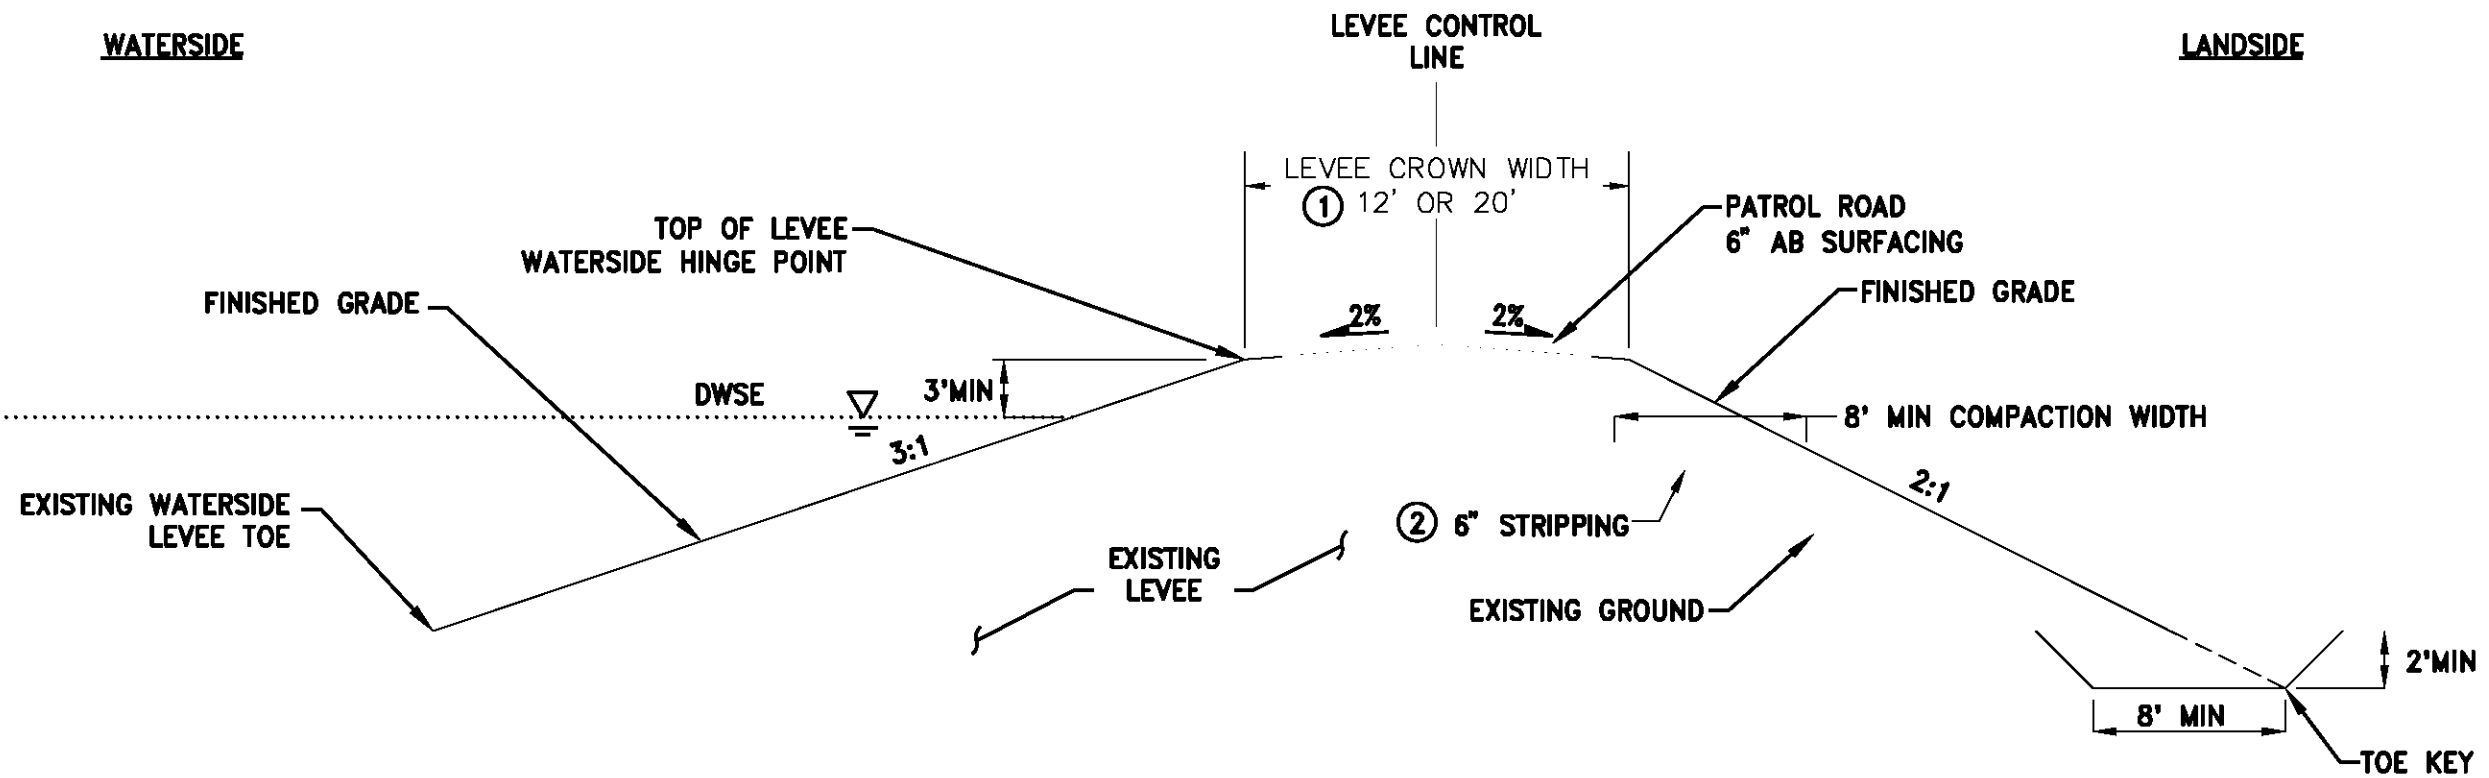 WATERSIDE
LEVEE CONTROL
LINE
LANDSIDE
LEVEE CROWN WIDTH
1 12' OR 20'
TOP OF LEVEE
WATERSIDE HINGE POINT
PATROL ROAD
6" AB SURFACING
FINISHED GRADE
FINISHED GRADE
2%
2%
DWSE
3'MIN
8' MIN COMPACTION WIDTH
3:1
2:1
EXISTING WATERSIDE
LEVEE TOE
2 6" STRIPPING
EXISTING
LEVEE
EXISTING GROUND
2'MIN
8' MIN
TOE KEY